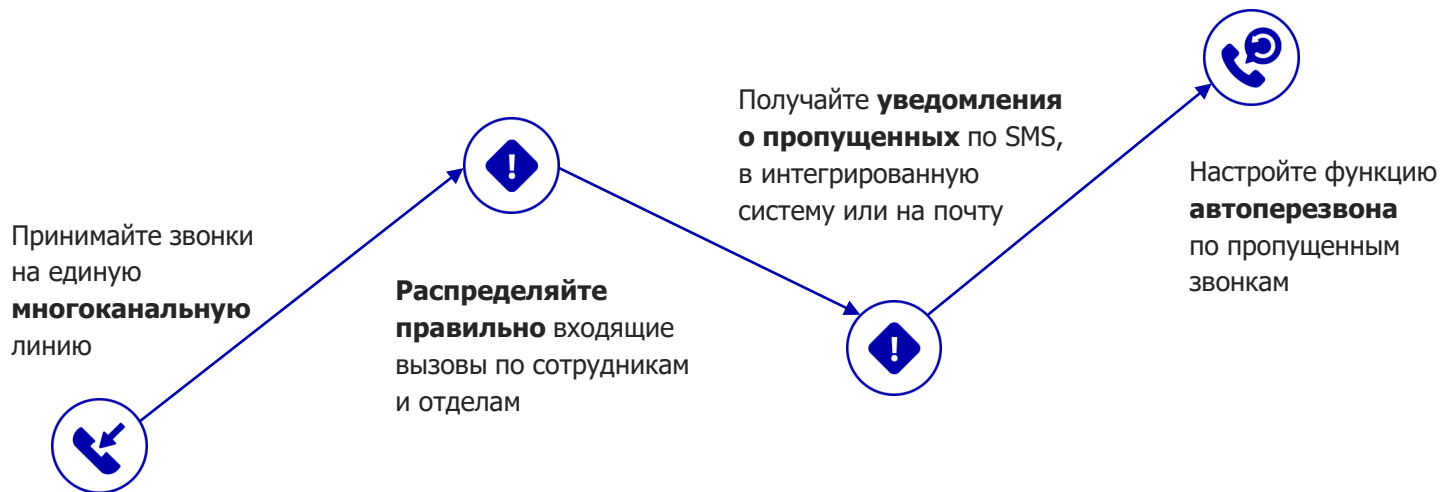 Принимайте звонки
на единую
многоканальную
линию
Распределяйте
правильно входящие
вызовы по сотрудникам
и отделам
Получайте уведомления
о пропущенных по SMS,
в интегрированную
систему или на почту
Настройте функцию
автоперезвона
по пропущенным
звонкам